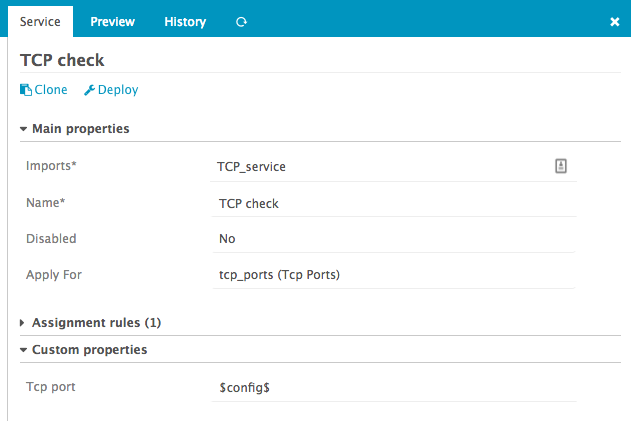 Service Preview History
TCP check
Clone Deploy
Main properties
Imports* TCP_service
Name* TCP check
Disabled No
Apply For tcp_ports (Tcp Ports)
Assignment rules (1)
Custom properties
Tcp port $config$